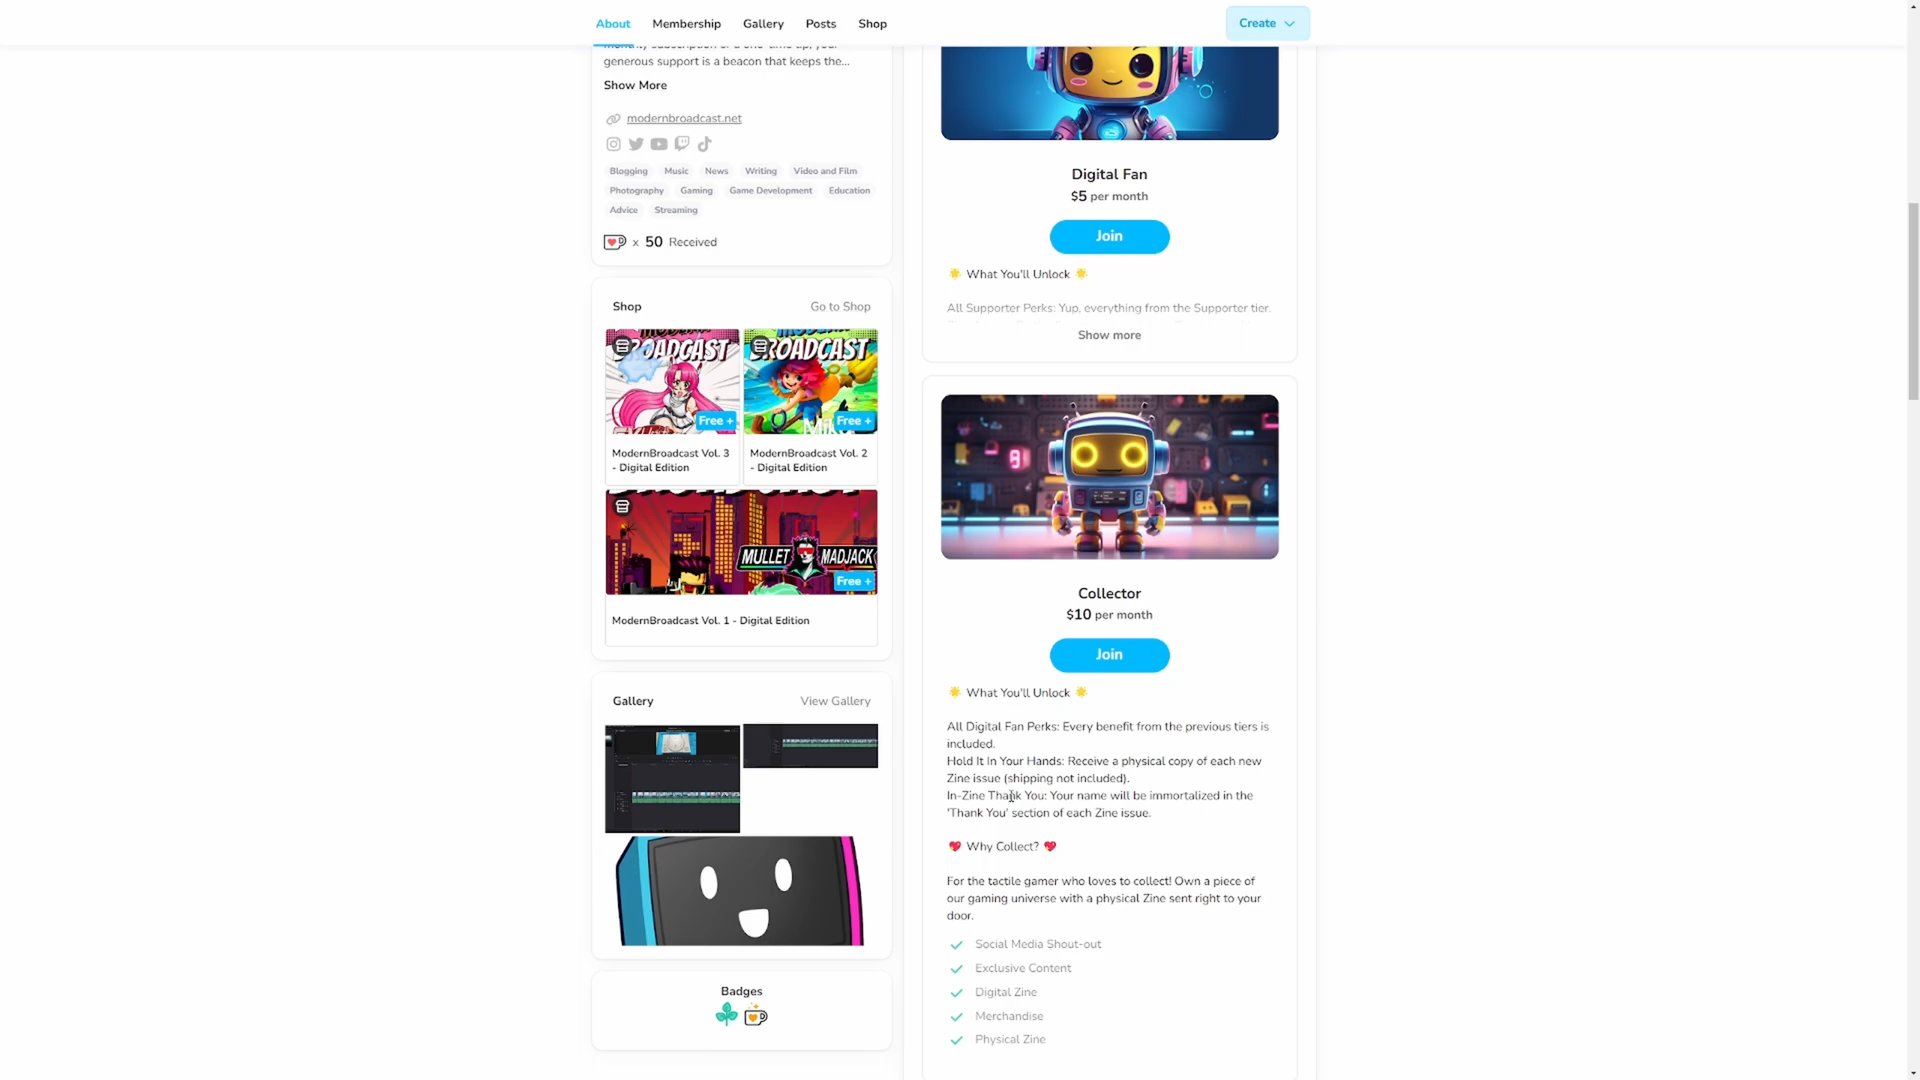 About
Membership
Gallery
Posts
Shop
Create
generous support is a beacon that keeps the...
Show More
modernbroadcast.net
Blogging
Music
News
Writing
Video and Film
Photography
Gaming
Game Development
Education
Advice
Streaming
x 50 Received
Shop
Go to Shop
BROADCAST
Free +
ModernBroadcast Vol. 3
- Digital Edition
BROADCAST
Free +
ModernBroadcast Vol. 2
- Digital Edition
MULLET MADJACK
Free +
ModernBroadcast Vol. 1 - Digital Edition
Gallery
View Gallery
Badges
Digital Fan
$5 per month
Join
What You'll Unlock
All Supporter Perks: Yup, everything from the Supporter tier.
Show more
Collector
$10 per month
Join
What You'll Unlock
All Digital Fan Perks: Every benefit from the previous tiers is
included.
Hold It In Your Hands: Receive a physical copy of each new
Zine issue (shipping not included).
In-Zine Thank You: Your name will be immortalized in the
'Thank You' section of each Zine issue.
Why Collect?
For the tactile gamer who loves to collect! Own a piece of
our gaming universe with a physical Zine sent right to your
door.
Social Media Shout-out
Exclusive Content
Digital Zine
Merchandise
Physical Zine